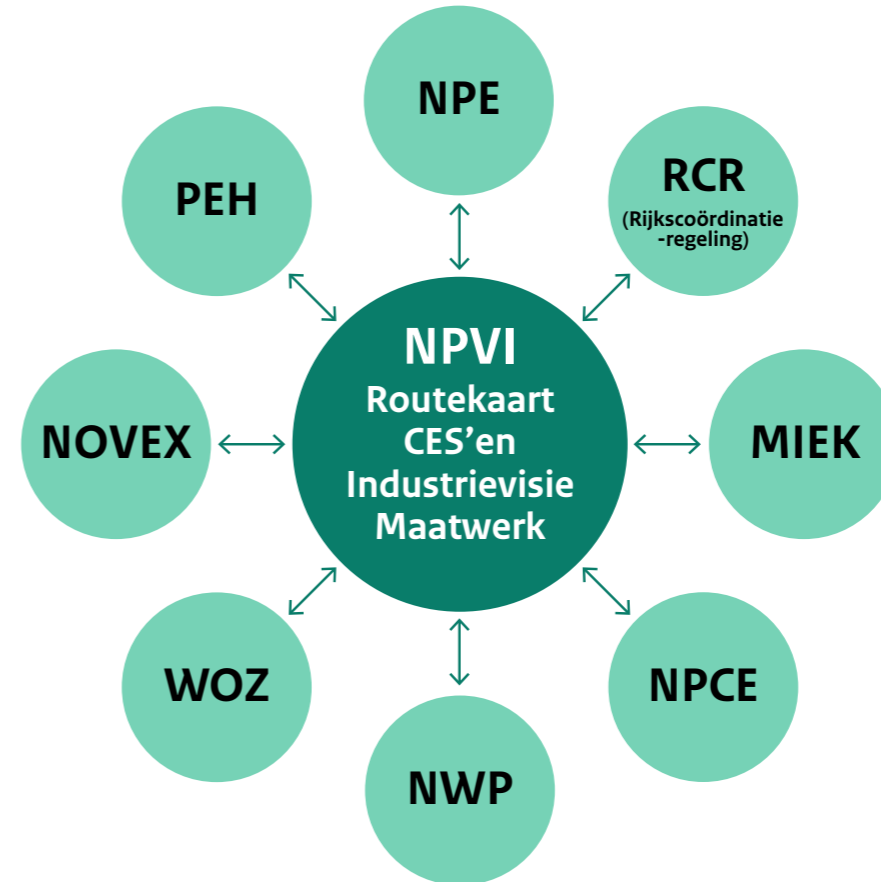 NPE
PEH
RCR
(Rijkscoördinatie
-regeling)
NPVI
Routekaart
CES'en
Industrievisie
Maatwerk
NOVEX
MIEK
WOZ
NPCE
NWP